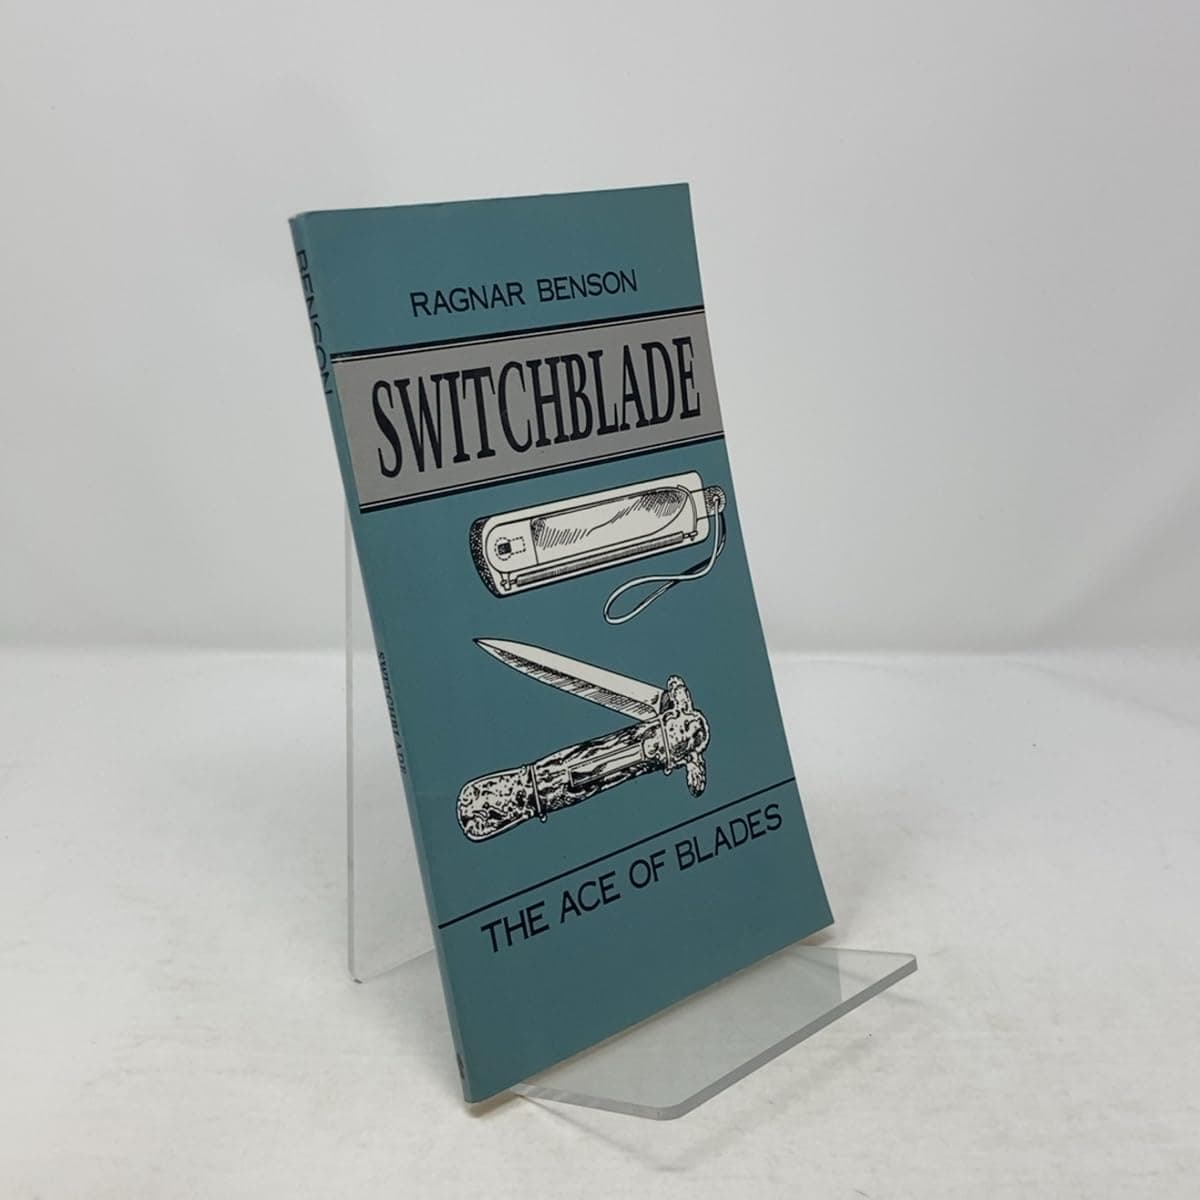 RAGNAR BENSON
SWITCHBLADE
THE ACE OF BLADES
BENSON
SWITCHBLADE